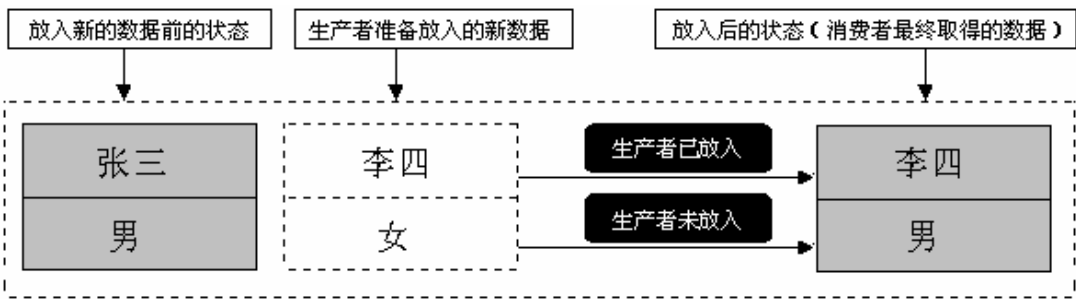 放入新的数据前的状态
生产者准备放入的新数据
放入后的状态(消费者最终取得的数据)
张三
李四
生产者已放入
李四
男
女
生产者未放入
男